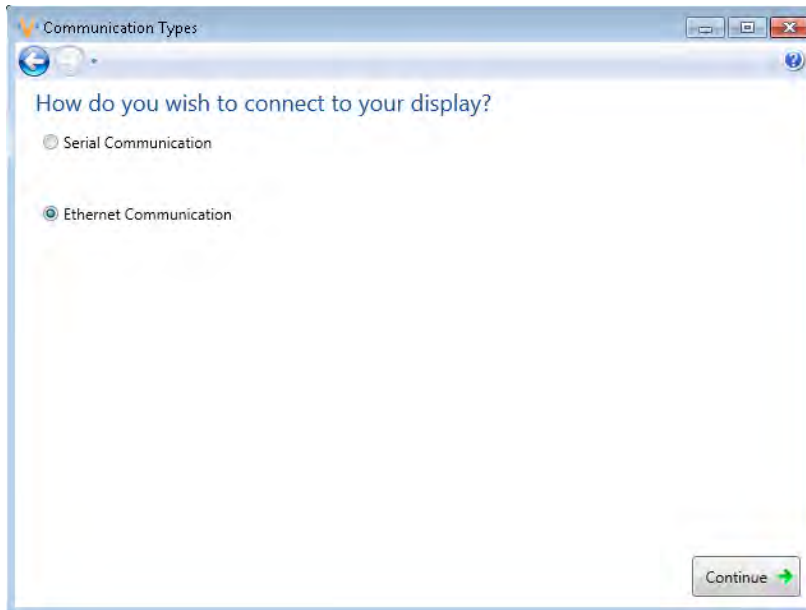 Communication Types
How do you wish to connect to your display?
Serial Communication
Ethernet Communication
Continue